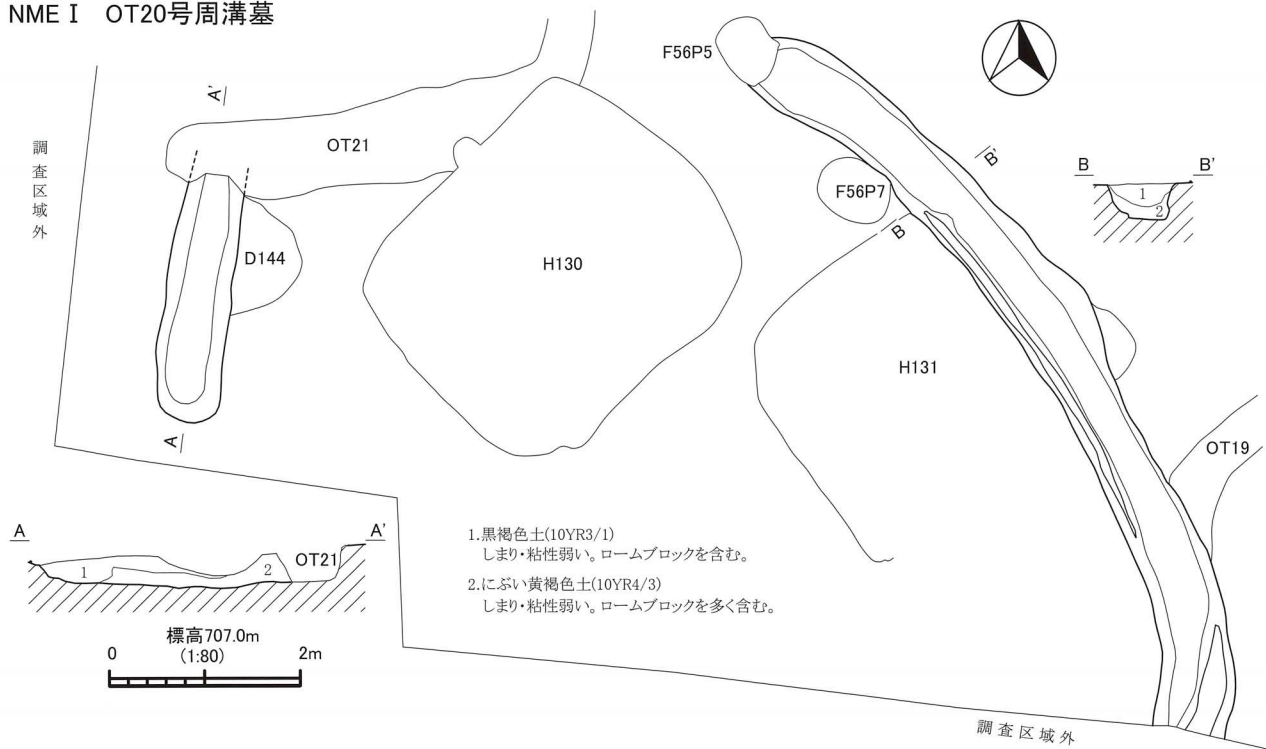 NME Ⅰ　OT20号周溝墓
F56P5
A'
OT21
調査区域外
B'
B
B'
F56P7
1
2
B
D144
H130
H131
A
OT19
A
A'
1
2
OT21
1.黒褐色土(10YR3/1)
しまり・粘性弱い。ロームブロックを含む。
2.にぶい黄褐色土(10YR4/3)
しまり・粘性弱い。ロームブロックを多く含む。
標高707.0m
0
(1:80)
2m
調査区域外